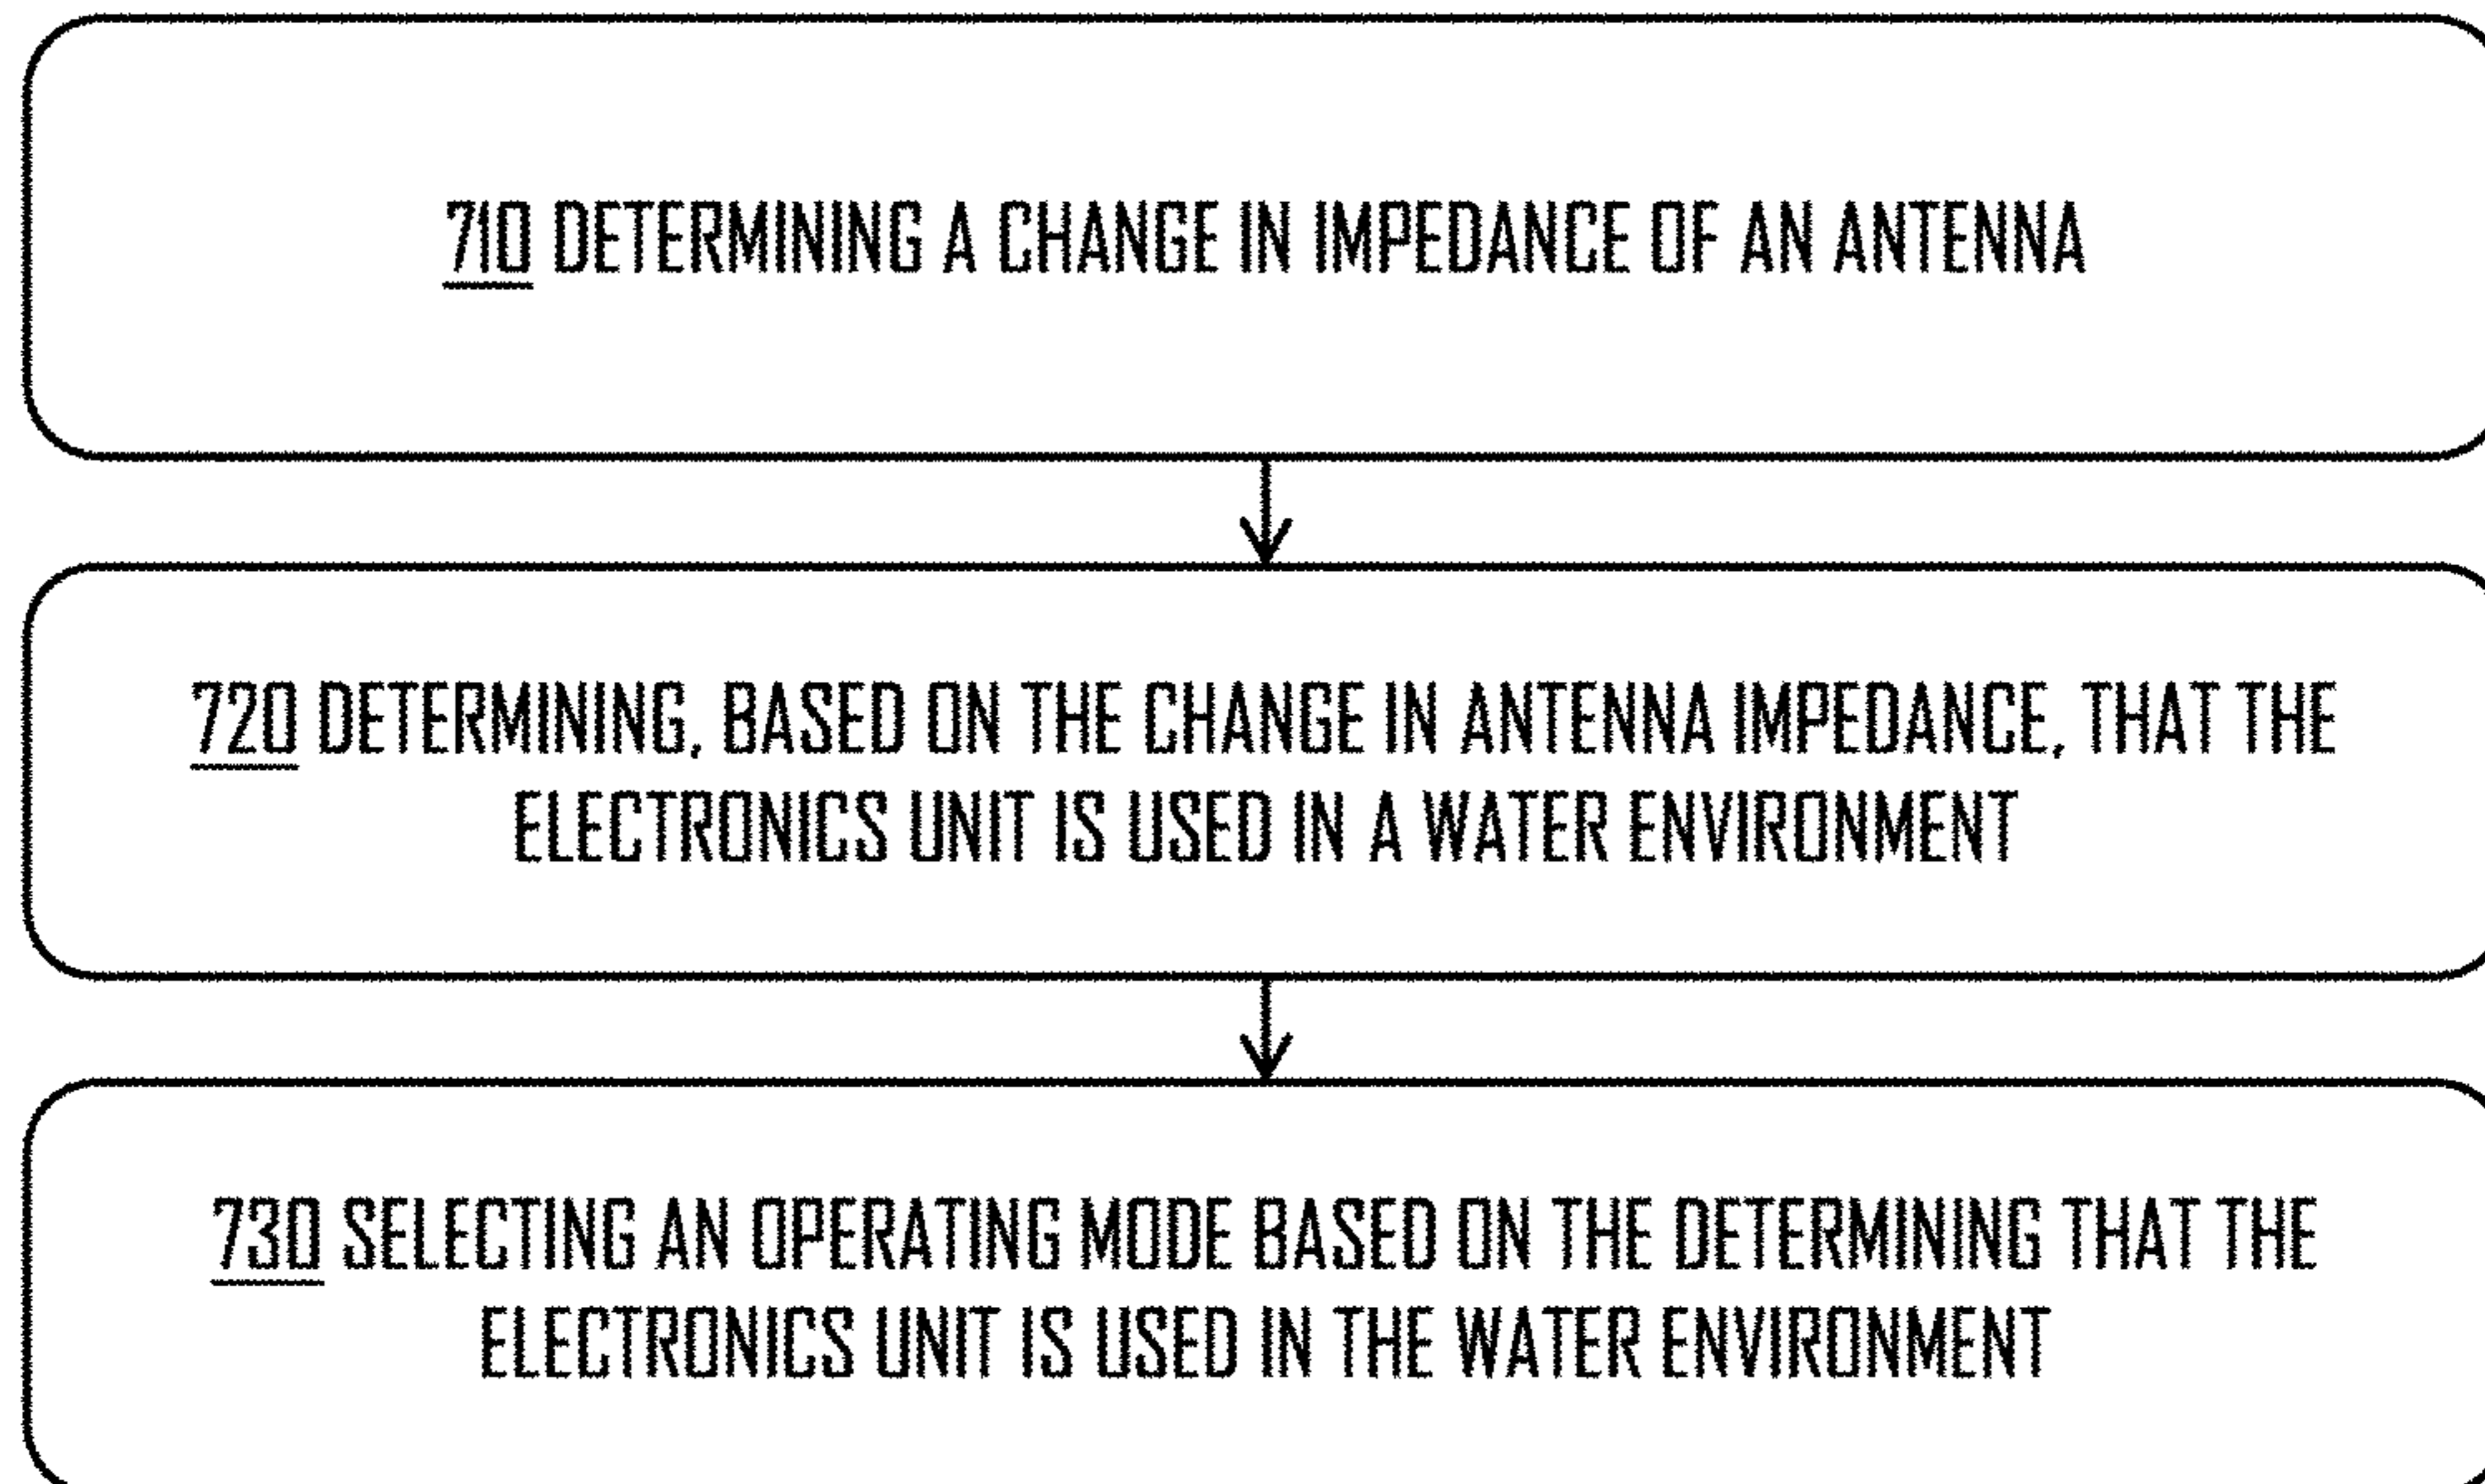 710 DETERMINING A CHANGE IN IMPEDANCE OF AN ANTENNA
720 DETERMINING, BASED ON THE CHANGE IN ANTENNA IMPEDANCE, THAT THE
ELECTRONICS UNIT IS USED IN A WATER ENVIRONMENT
730 SELECTING AN OPERATING MODE BASED ON THE DETERMINING THAT THE
ELECTRONICS UNIT IS USED IN THE WATER ENVIRONMENT